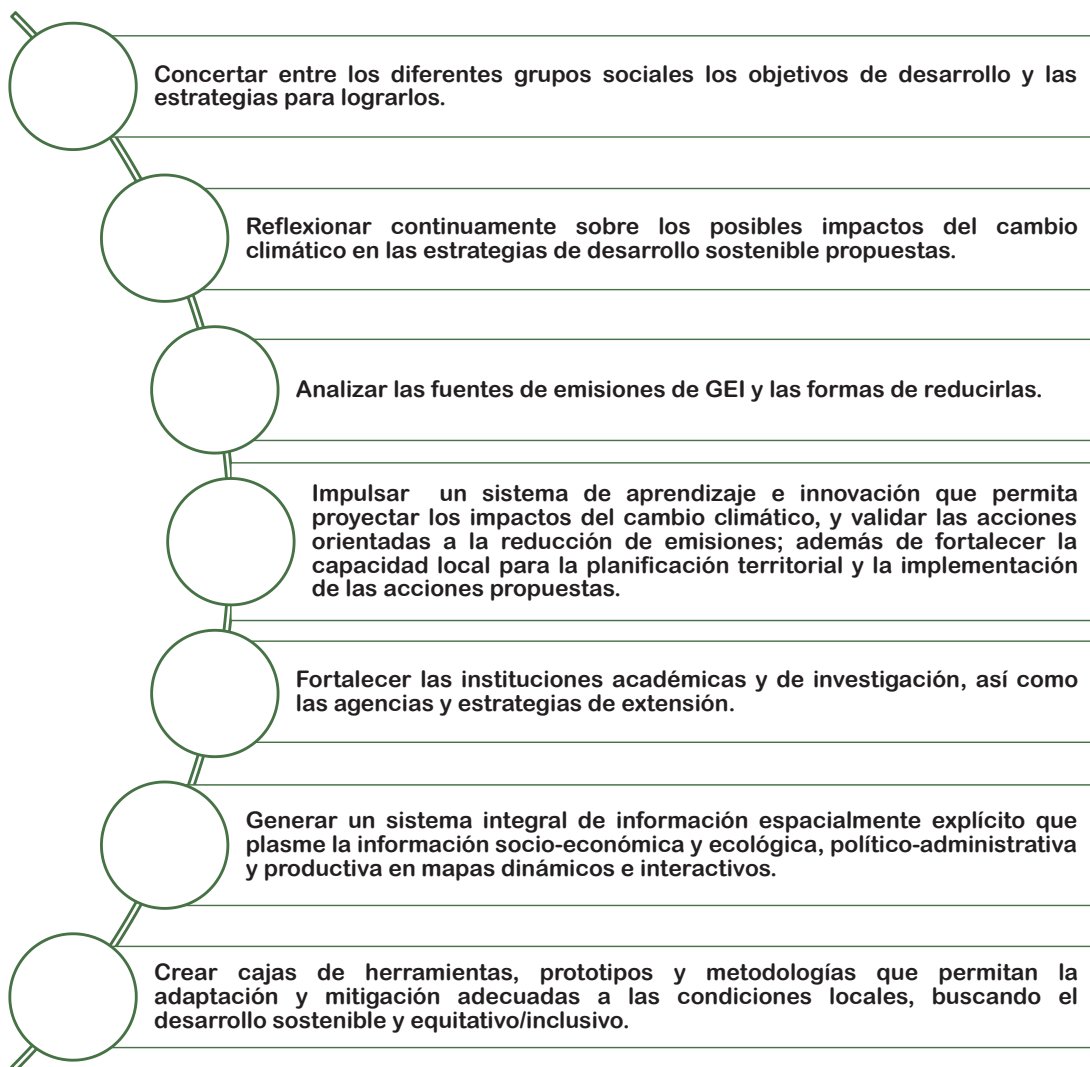 Concertar entre los diferentes grupos sociales los objetivos de desarrollo y las
estrategias para lograrlos.
Reflexionar continuamente sobre los posibles impactos del cambio
climático en las estrategias de desarrollo sostenible propuestas.
Analizar las fuentes de emisiones de GEI y las formas de reducirlas.
Impulsar un sistema de aprendizaje e innovación que permita
proyectar los impactos del cambio climático, y validar las acciones
orientadas a la reducción de emisiones; además de fortalecer la
capacidad local para la planificación territorial y la implementación
de las acciones propuestas.
Fortalecer las instituciones académicas y de investigación, así como
las agencias y estrategias de extensión.
Generar un sistema integral de información espacialmente explícito que
plasme la información socio-económica y ecológica, político-administrativa
y productiva en mapas dinámicos e interactivos.
Crear cajas de herramientas, prototipos y metodologías que permitan la
adaptación y mitigación adecuadas a las condiciones locales, buscando el
desarrollo sostenible y equitativo/inclusivo.